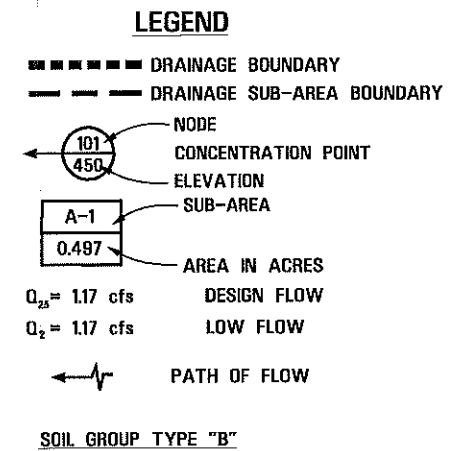 LEGEND
DRAINAGE BOUNDARY
DRAINAGE SUB-AREA BOUNDARY
NODE
101
CONCENTRATION POINT
450
ELEVATION
SUB-AREA
A-1
0.497
AREA IN ACRES
Q₂₅= 1.17 cfs DESIGN FLOW
Q₂= 1.17 cfs LOW FLOW
PATH OF FLOW
SOIL GROUP TYPE "B"